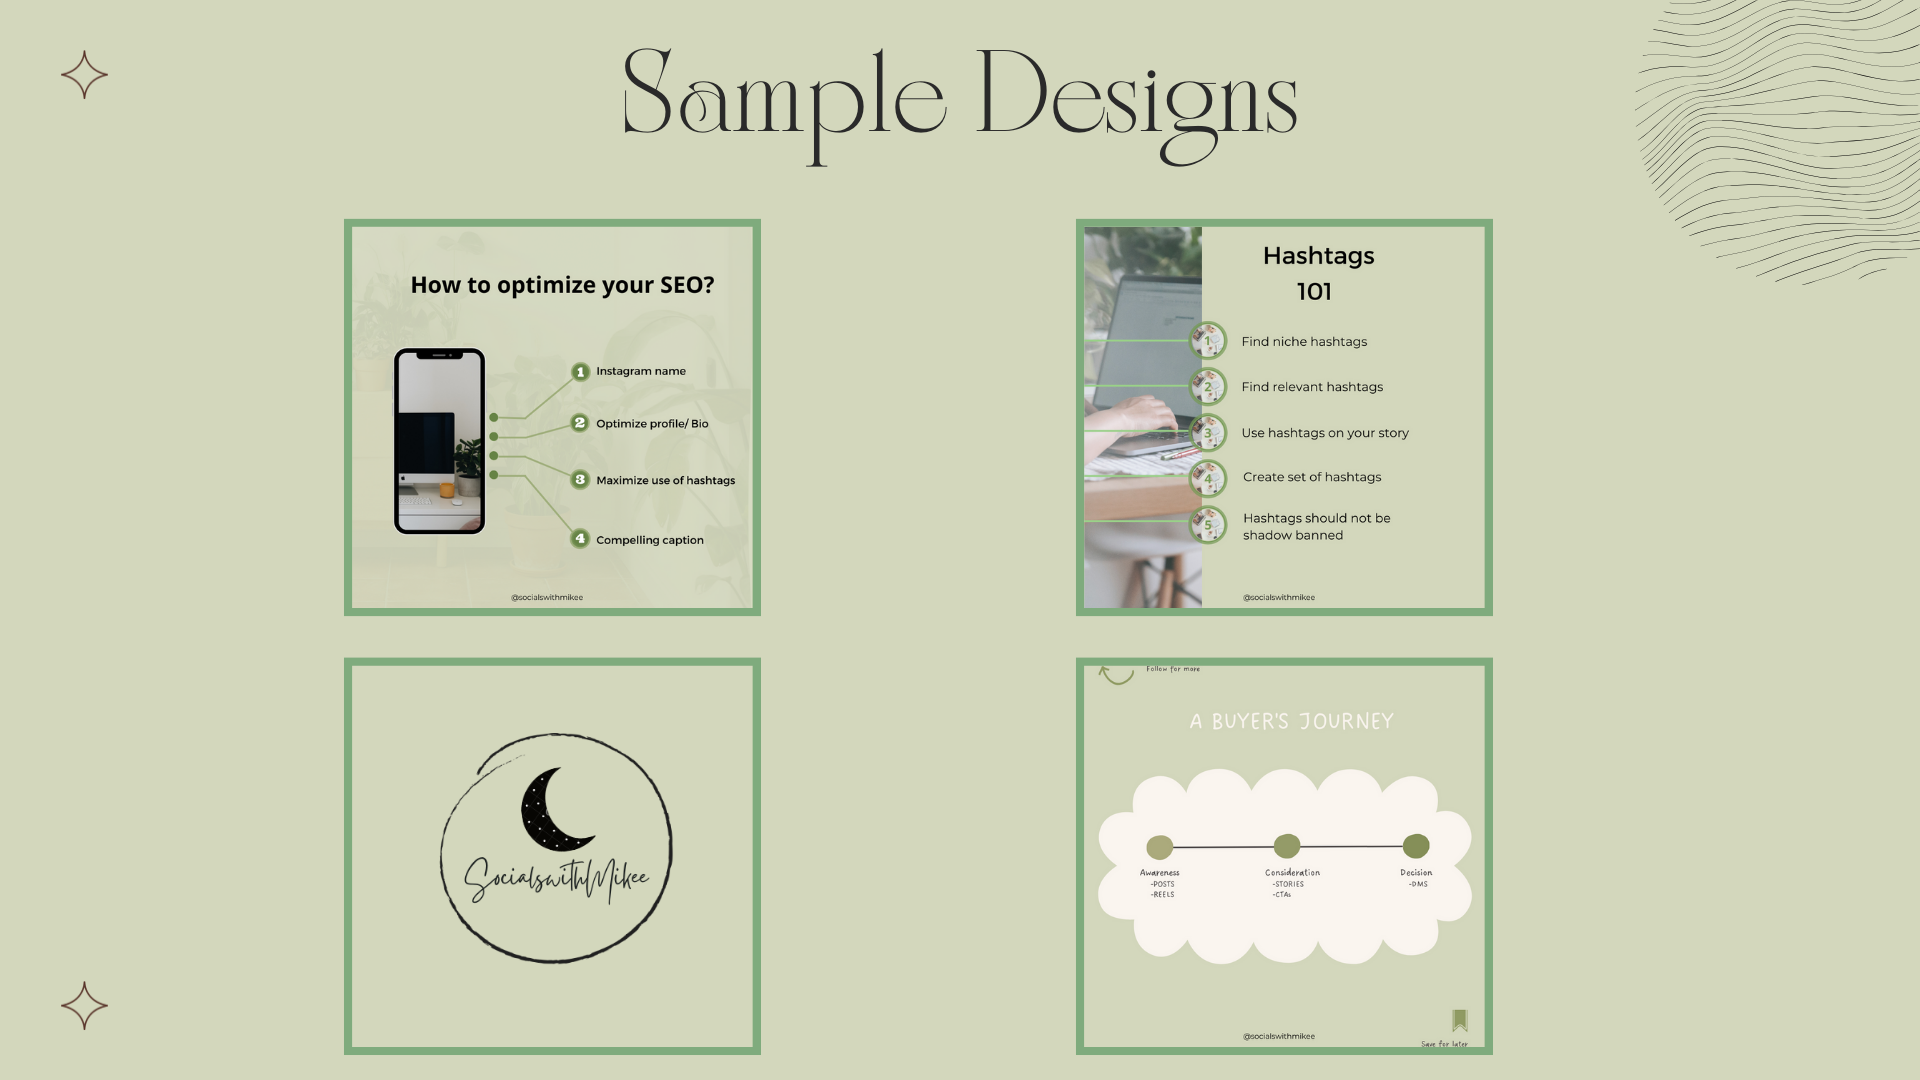 Sample Designs
How to optimize your SEO?
1 Instagram name
2 Optimize profile/ Bio
3 Maximize use of hashtags
4 Compelling caption
@socialswithmikee
Hashtags
101
1 Find niche hashtags
2 Find relevant hashtags
3 Use hashtags on your story
4 Create set of hashtags
5 Hashtags should not be
shadow banned
@socialswithmikee
SocialswithMikee
Follow for more
A BUYER'S JOURNEY
Awareness
-POSTS
-REELS
Consideration
-STORIES
-CTAs
Decision
-DMS
@socialswithmikee
Save for later